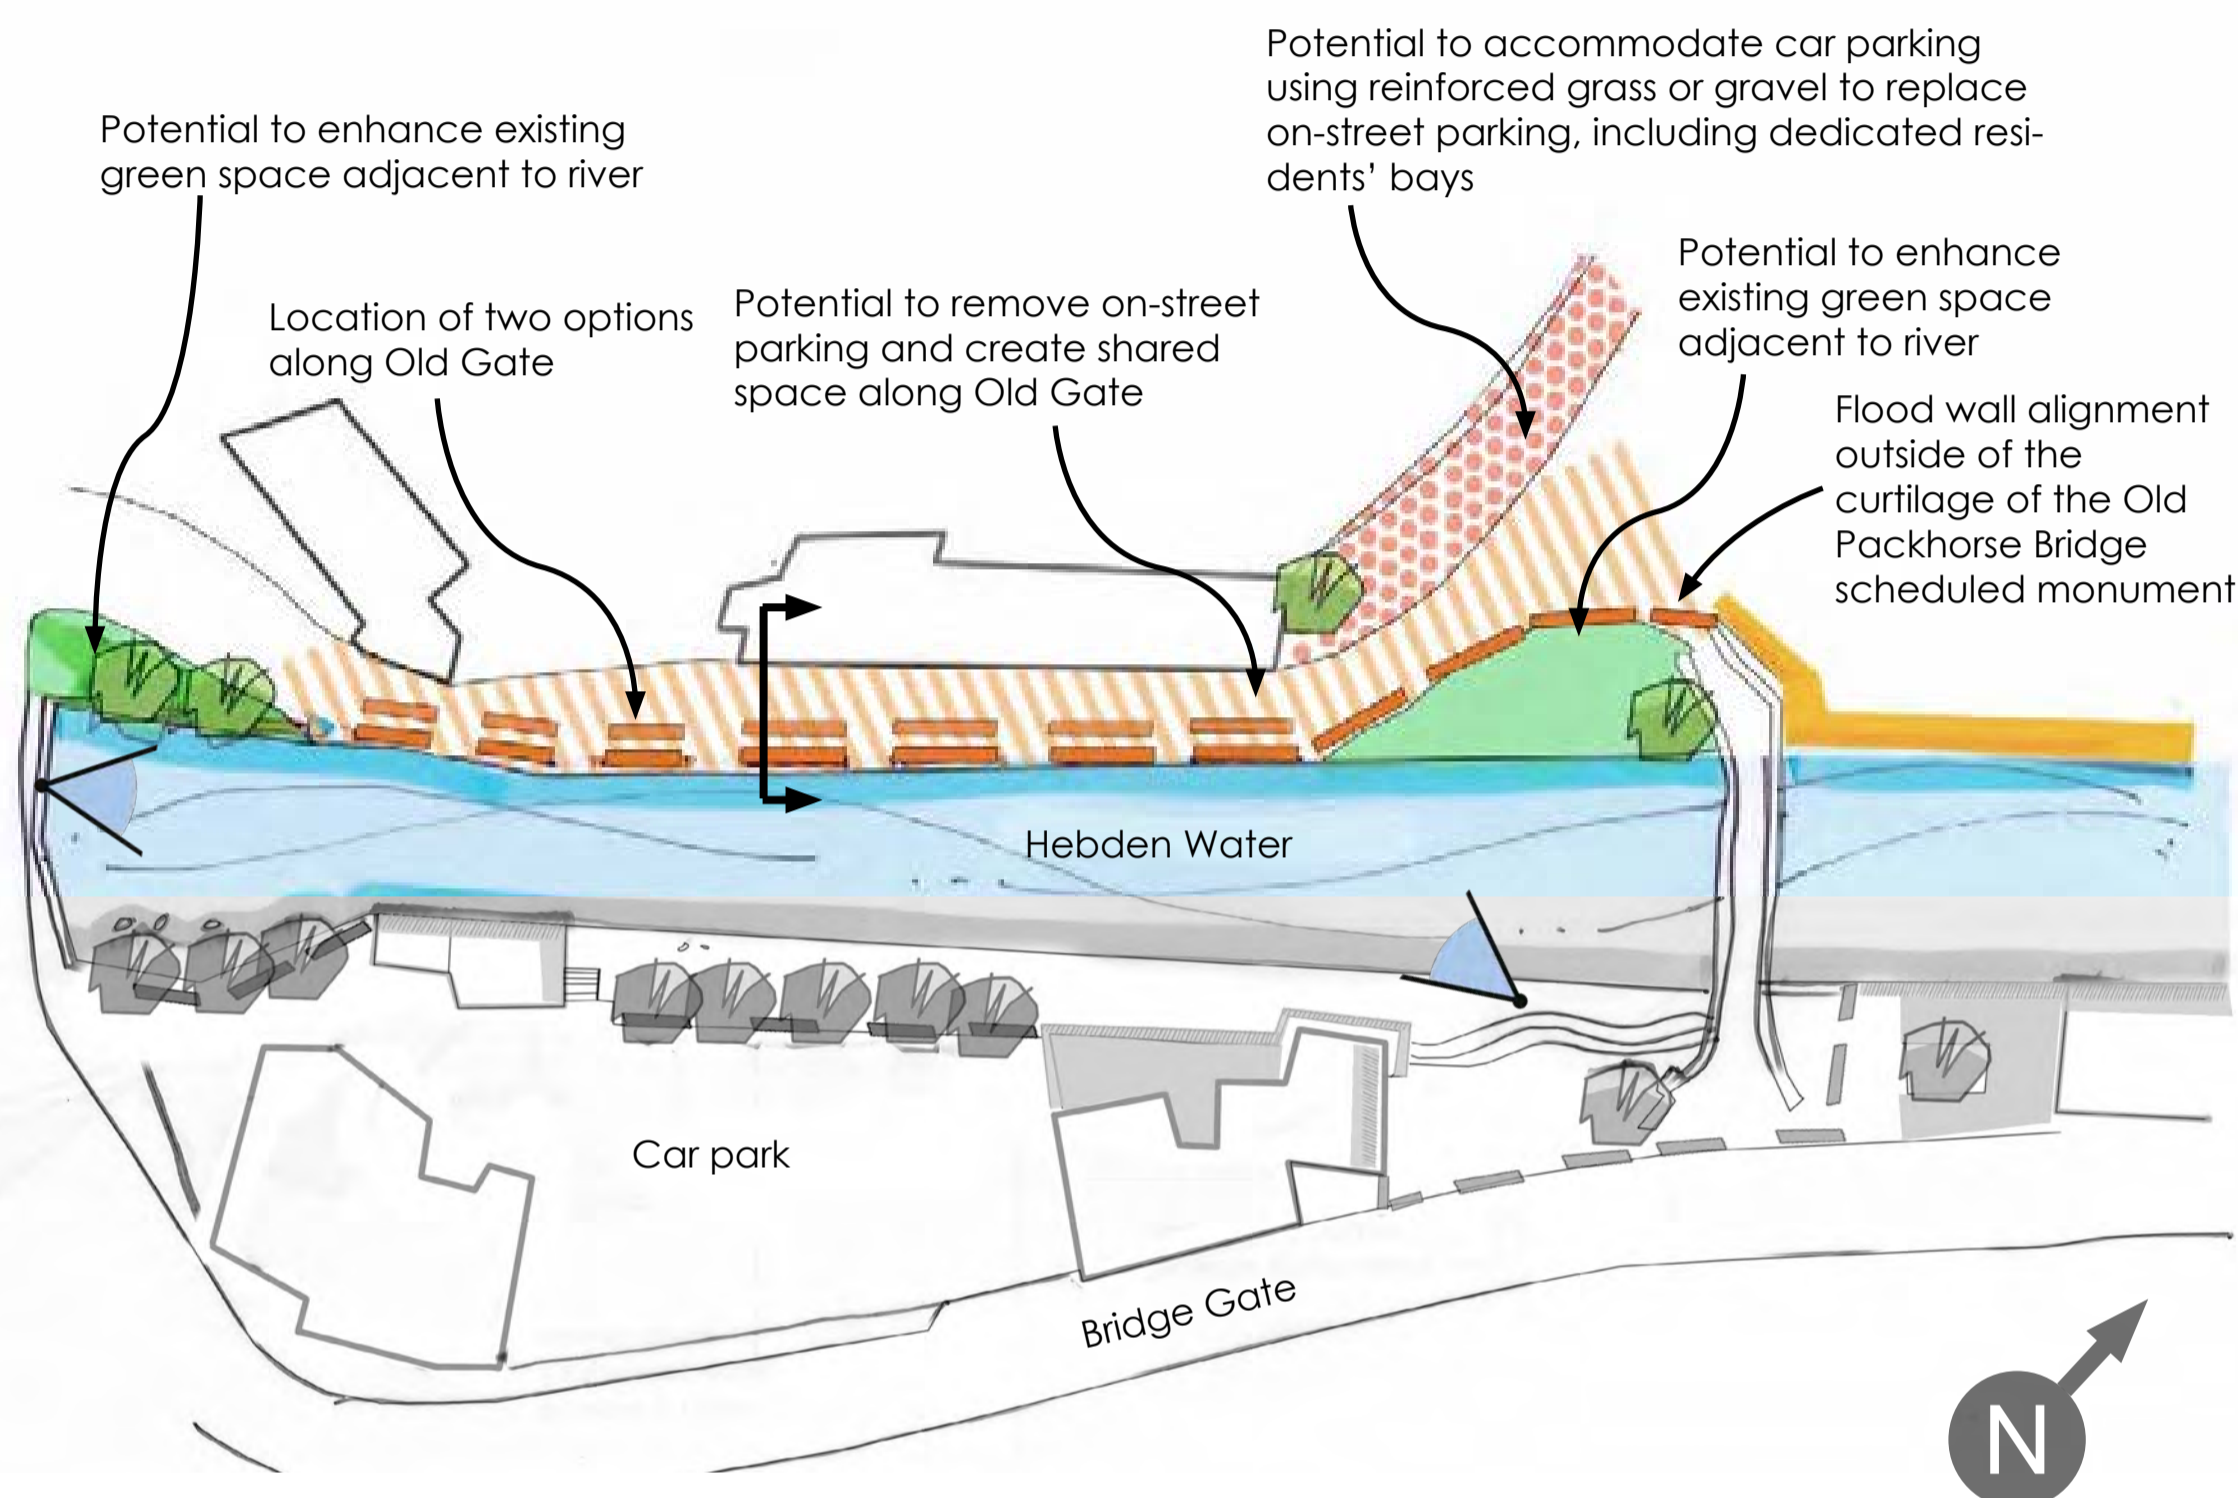 Potential to accommodate car parking
using reinforced grass or gravel to replace
on-street parking, including dedicated resi-
dents’ bays
Potential to enhance existing
green space adjacent to river
Potential to enhance
existing green space
adjacent to river
Location of two options
along Old Gate
Potential to remove on-street
parking and create shared
space along Old Gate
Flood wall alignment
outside of the
curtilage of the Old
Packhorse Bridge
scheduled monument
Hebden Water
Car park
Bridge Gate
N